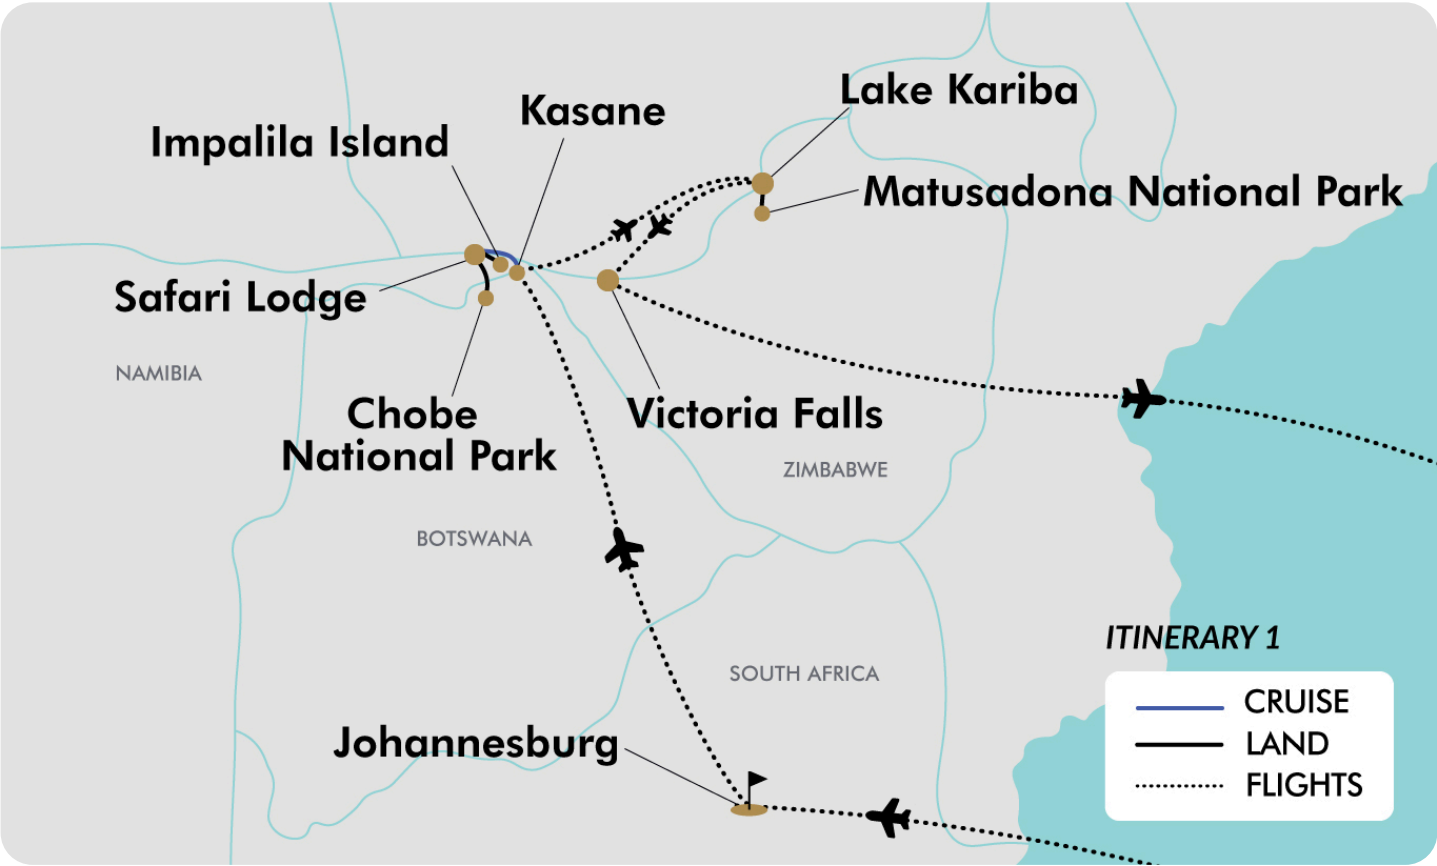 Lake Kariba
Kasane
Impalila Island
Matusadona National Park
Safari Lodge
NAMIBIA
Chobe
National Park
Victoria Falls
ZIMBABWE
BOTSWANA
SOUTH AFRICA
Johannesburg
ITINERARY 1
CRUISE
LAND
FLIGHTS